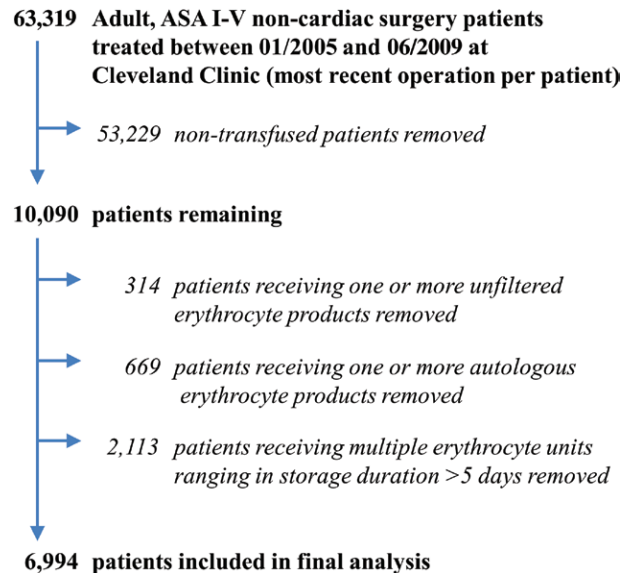 63,319 Adult, ASA I-V non-cardiac surgery patients
treated between 01/2005 and 06/2009 at
Cleveland Clinic (most recent operation per patient)
53,229 non-transfused patients removed
10,090 patients remaining
314 patients receiving one or more unfiltered
erythrocyte products removed
669 patients receiving one or more autologous
erythrocyte products removed
2,113 patients receiving multiple erythrocyte units
ranging in storage duration >5 days removed
6,994 patients included in final analysis